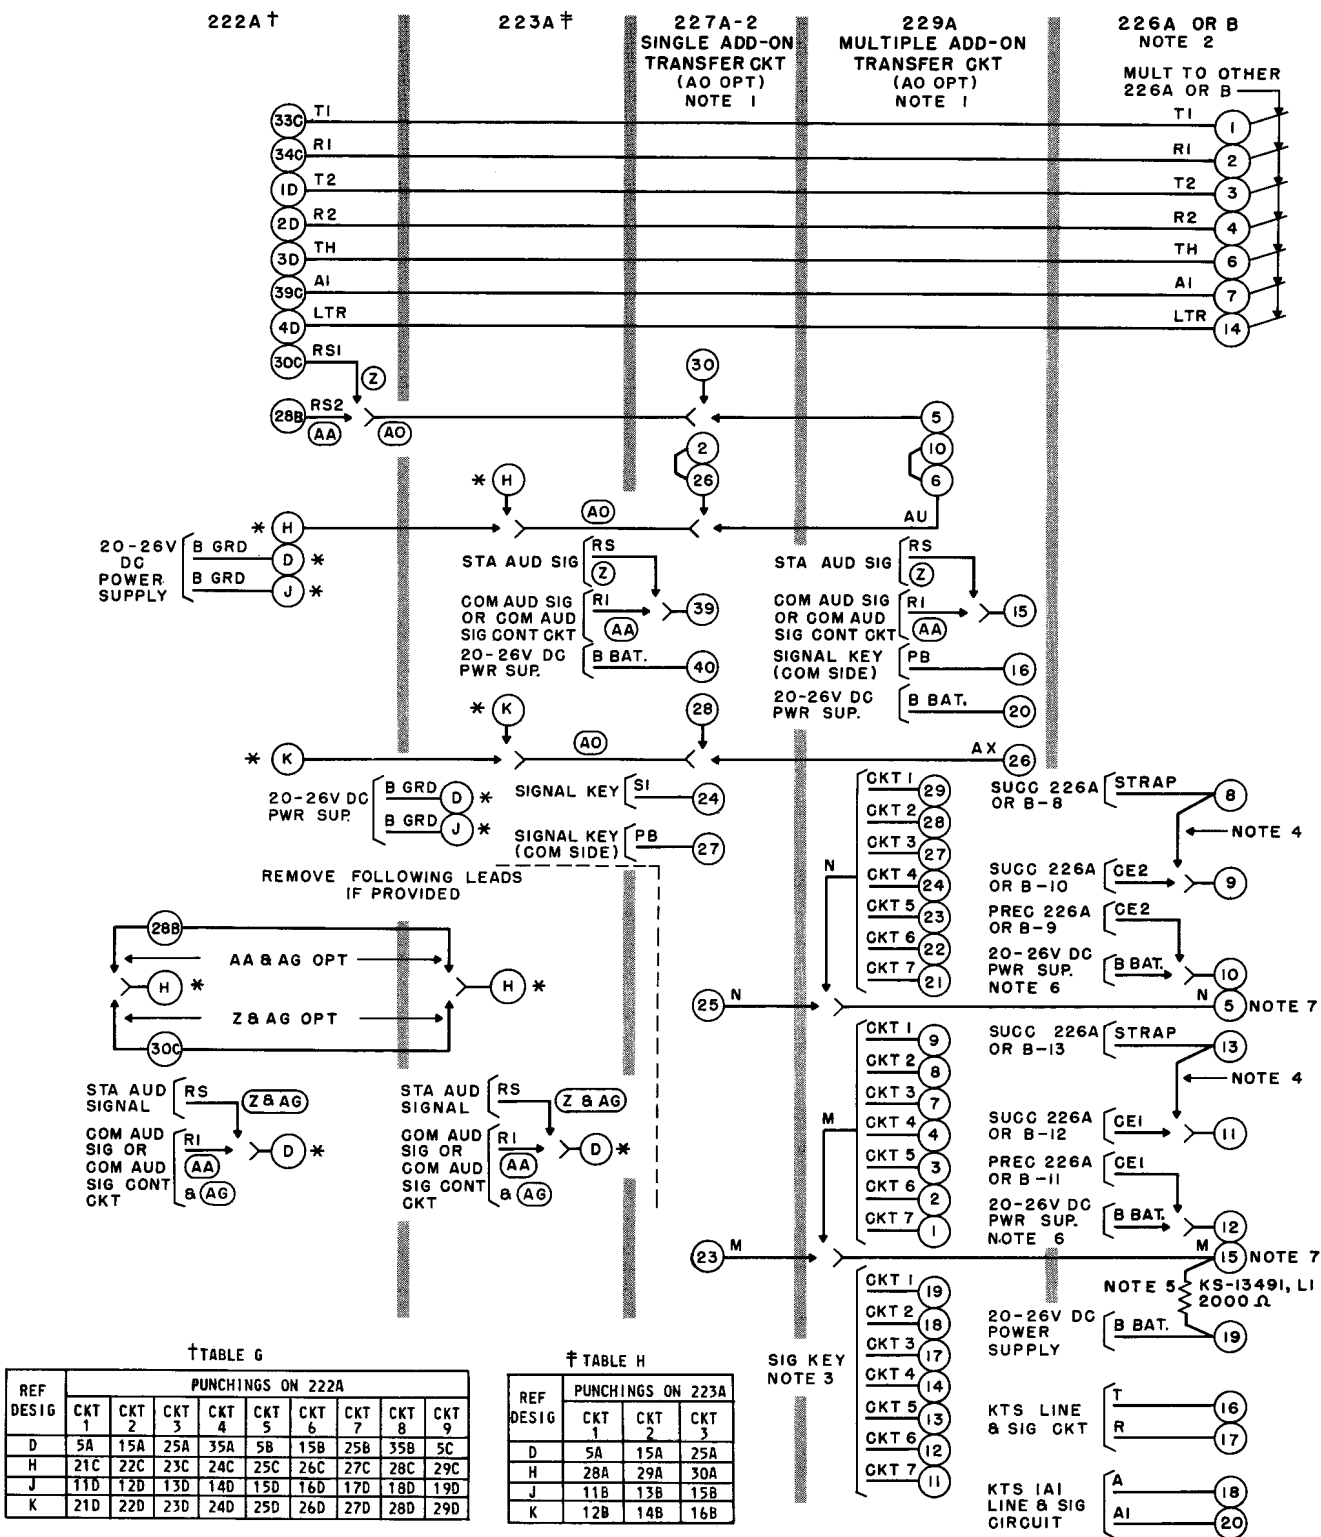 222A †
223A ‡
227A-2
SINGLE ADD-ON
TRANSFER CKT
(AO OPT)
NOTE 1
229A
MULTIPLE ADD-ON
TRANSFER CKT
(AO OPT)
NOTE 1
226A OR B
NOTE 2
MULT TO OTHER
226A OR B
33C T1 T1 1
34C R1 R1 2
1D T2 T2 3
2D R2 R2 4
3D TH TH 6
39C A1 A1 7
4D LTR LTR 14
30C RS1
Z
30
28B RS2
AA
AO
5
2
10
26
6
* H
AO
AU
* H
20-26V
DC
POWER
SUPPLY
B GRD D *
B GRD J *
STA AUD SIG
RS
Z
COM AUD SIG
OR COM AUD
SIG CONT CKT
R1
AA
39
20-26V DC
PWR SUP.
B BAT. 40
STA AUD SIG
RS
Z
COM AUD SIG
OR COM AUD
SIG CONT CKT
R1
AA
15
SIGNAL KEY
(COM SIDE)
PB 16
20-26V DC
PWR SUP.
B BAT. 20
* K
28
* K
AO
AX
26
20-26V DC
PWR SUP.
B GRD D *
B GRD J *
SIGNAL KEY
S1 24
SIGNAL KEY
(COM SIDE)
PB 27
REMOVE FOLLOWING LEADS
IF PROVIDED
28B
AA & AG OPT
H *
H *
Z & AG OPT
30C
STA AUD
SIGNAL
RS
Z & AG
COM AUD
SIG OR
COM AUD
SIG CONT
CKT
R1
AA
& AG
D *
STA AUD
SIGNAL
RS
Z & AG
COM AUD
SIG OR
COM AUD
SIG CONT
CKT
R1
AA
& AG
D *
N
CKT 1 29
CKT 2 28
CKT 3 27
CKT 4 24
CKT 5 23
CKT 6 22
CKT 7 21
25 N
M
CKT 1 9
CKT 2 8
CKT 3 7
CKT 4 4
CKT 5 3
CKT 6 2
CKT 7 1
23 M
SIG KEY
NOTE 3
CKT 1 19
CKT 2 18
CKT 3 17
CKT 4 14
CKT 5 13
CKT 6 12
CKT 7 11
SUCC 226A
OR B-8
STRAP 8
NOTE 4
SUCC 226A
OR B-10
CE2 9
PREC 226A
OR B-9
CE2
20-26V DC
PWR SUP.
NOTE 6
B BAT. 10
N 5 NOTE 7
SUCC 226A
OR B-13
STRAP 13
NOTE 4
SUCC 226A
OR B-12
CE1 11
PREC 226A
OR B-11
CE1
20-26V DC
PWR SUP.
NOTE 6
B BAT. 12
M 15 NOTE 7
NOTE 5 KS-13491, L1
2000 Ω
20-26V DC
POWER
SUPPLY
B BAT. 19
KTS LINE
& SIG CKT
T 16
R 17
KTS 1A1
LINE & SIG
CIRCUIT
A 18
A1 20
† TABLE G
REF
DESIG
PUNCHINGS ON 222A
CKT 1 CKT 2 CKT 3 CKT 4 CKT 5 CKT 6 CKT 7 CKT 8 CKT 9
D 5A 15A 25A 35A 5B 15B 25B 35B 5C
H 21C 22C 23C 24C 25C 26C 27C 28C 29C
J 11D 12D 13D 14D 15D 16D 17D 18D 19D
K 21D 22D 23D 24D 25D 26D 27D 28D 29D
‡ TABLE H
REF
DESIG
PUNCHINGS ON 223A
CKT 1 CKT 2 CKT 3
D 5A 15A 25A
H 28A 29A 30A
J 11B 13B 15B
K 12B 14B 16B